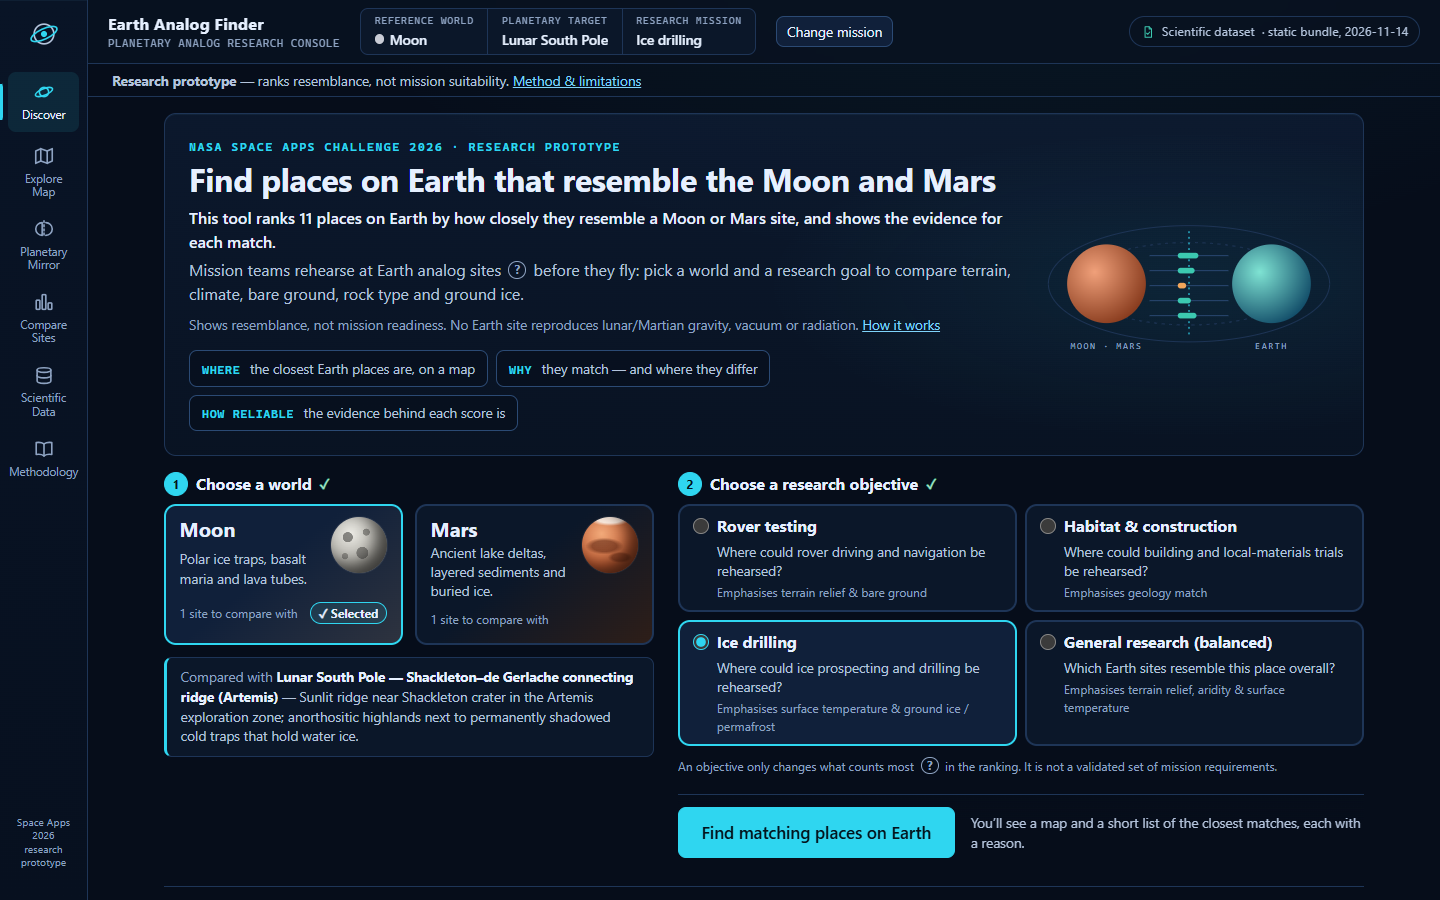 Earth Analog Finder
PLANETARY ANALOG RESEARCH CONSOLE
REFERENCE WORLD
Moon
PLANETARY TARGET
Lunar South Pole
RESEARCH MISSION
Ice drilling
Change mission
Scientific dataset · static bundle, 2026-11-14
Research prototype — ranks resemblance, not mission suitability. Method & limitations
Discover
Explore
Map
Planetary
Mirror
Compare
Sites
Scientific
Data
Methodology
Space Apps
2026
research
prototype
NASA SPACE APPS CHALLENGE 2026 · RESEARCH PROTOTYPE
Find places on Earth that resemble the Moon and Mars
This tool ranks 11 places on Earth by how closely they resemble a Moon or Mars site, and shows the evidence for
each match.
Mission teams rehearse at Earth analog sites ? before they fly: pick a world and a research goal to compare terrain,
climate, bare ground, rock type and ground ice.
Shows resemblance, not mission readiness. No Earth site reproduces lunar/Martian gravity, vacuum or radiation. How it works
WHERE the closest Earth places are, on a map
WHY they match — and where they differ
HOW RELIABLE the evidence behind each score is
MOON · MARS
EARTH
1 Choose a world ✓
Moon
Polar ice traps, basalt
maria and lava tubes.
1 site to compare with
✓ Selected
Mars
Ancient lake deltas,
layered sediments and
buried ice.
1 site to compare with
Compared with Lunar South Pole — Shackleton–de Gerlache connecting
ridge (Artemis) — Sunlit ridge near Shackleton crater in the Artemis
exploration zone; anorthositic highlands next to permanently shadowed
cold traps that hold water ice.
2 Choose a research objective ✓
Rover testing
Where could rover driving and navigation be
rehearsed?
Emphasises terrain relief & bare ground
Habitat & construction
Where could building and local-materials trials
be rehearsed?
Emphasises geology match
Ice drilling
Where could ice prospecting and drilling be
rehearsed?
Emphasises surface temperature & ground ice /
permafrost
General research (balanced)
Which Earth sites resemble this place overall?
Emphasises terrain relief, aridity & surface
temperature
An objective only changes what counts most ? in the ranking. It is not a validated set of mission requirements.
Find matching places on Earth
You'll see a map and a short list of the closest matches, each with
a reason.